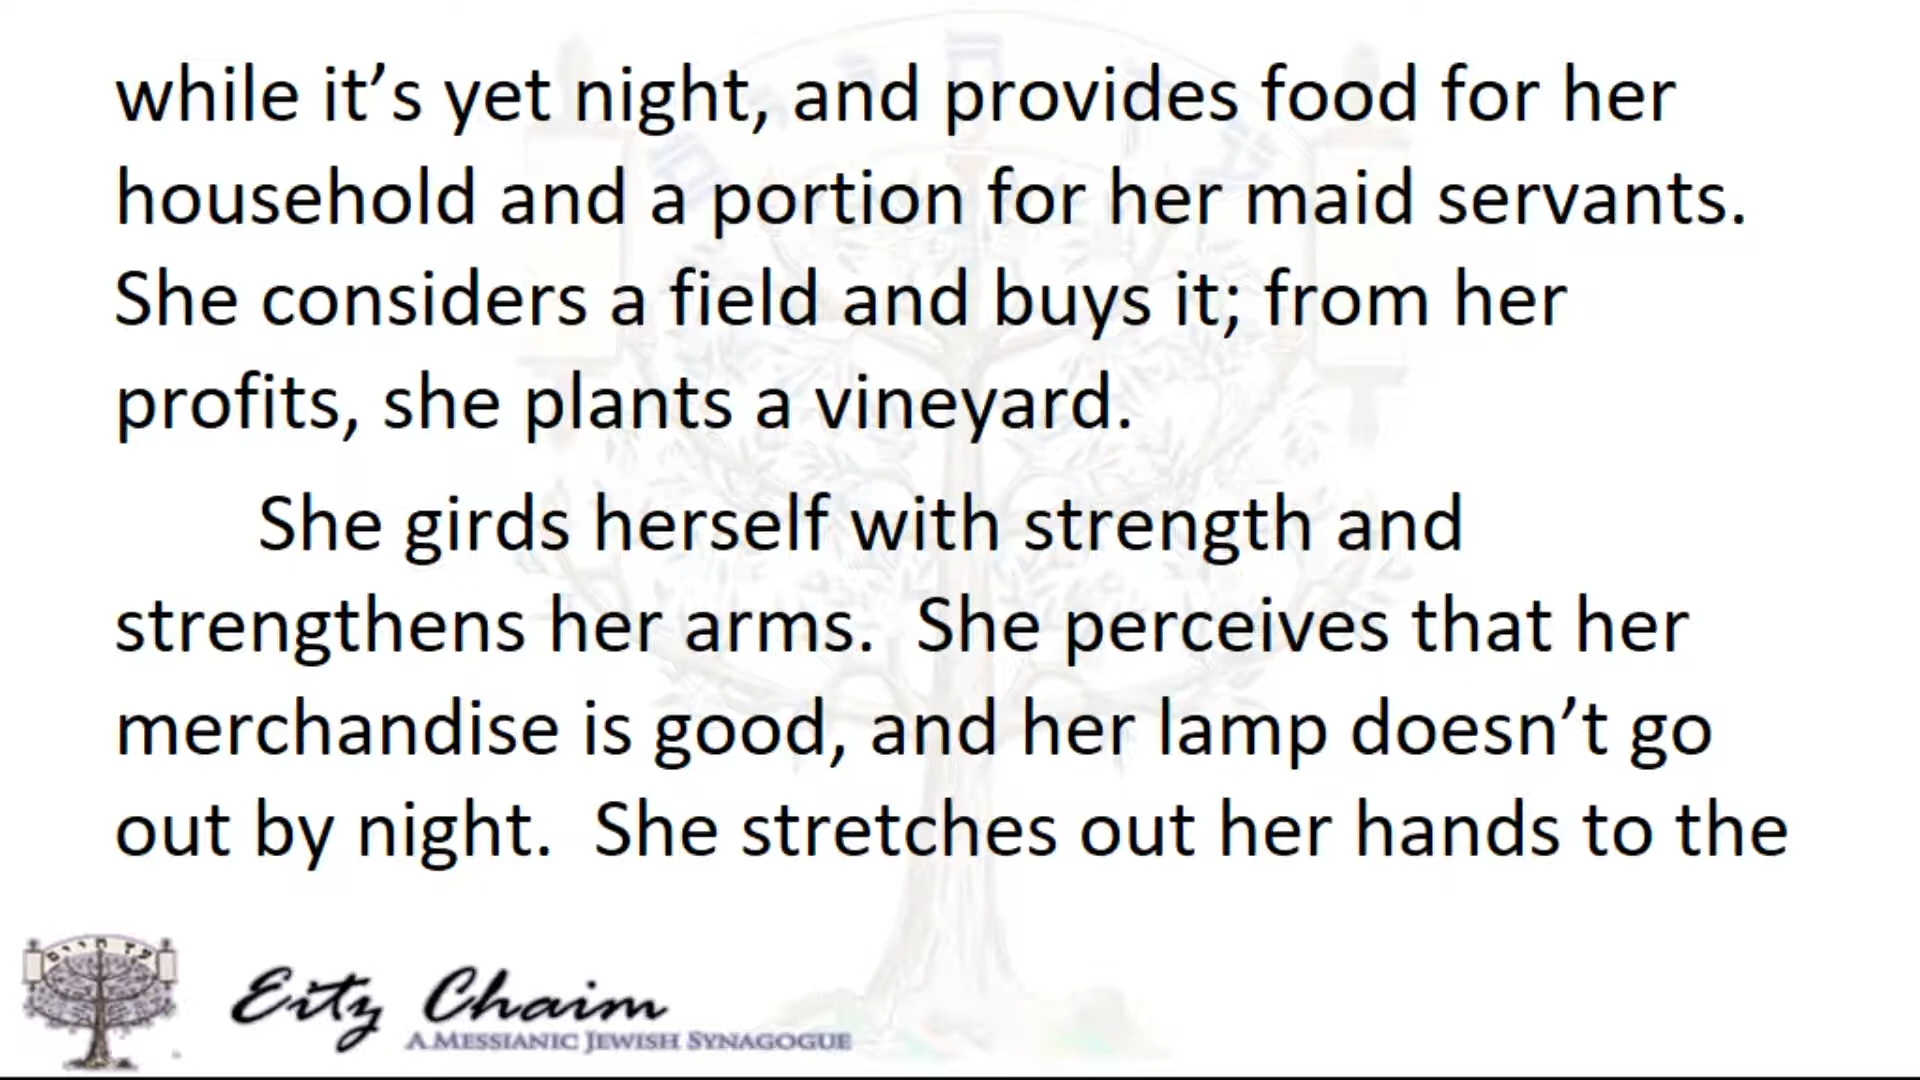 while it’s yet night, and provides food for her
household and a portion for her maid servants.
She considers a field and buys it; from her
profits, she plants a vineyard.
She girds herself with strength and
strengthens her arms.  She perceives that her
merchandise is good, and her lamp doesn’t go
out by night.  She stretches out her hands to the
עץ חיים
Eitz Chaim
A Messianic Jewish Synagogue